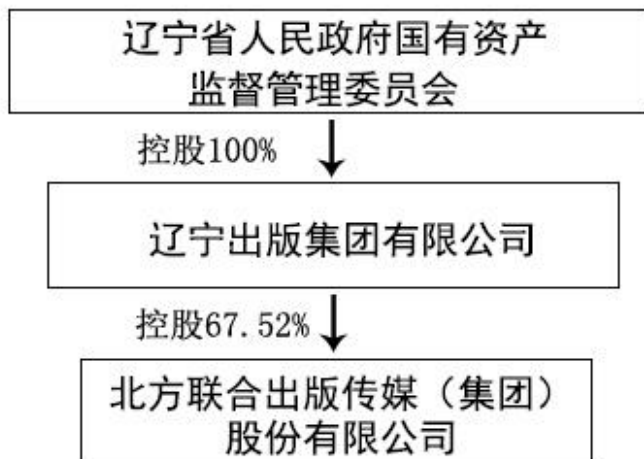 辽宁省人民政府国有资产
监督管理委员会
控股100%
辽宁出版集团有限公司
控股67.52%
北方联合出版传媒（集团）
股份有限公司